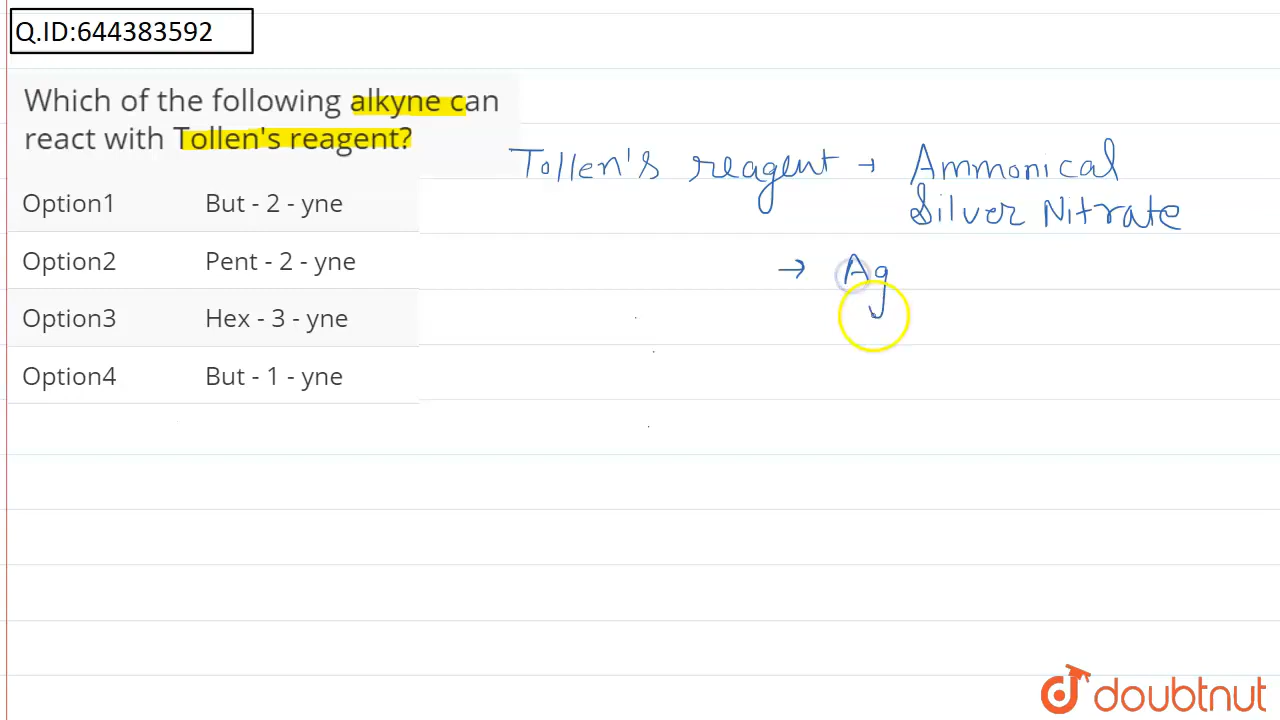 Q.ID:644383592
Which of the following alkyne can
react with Tollen's reagent?
Tollen's reagent → Ammonical
Silver Nitrate
→ Ag
Option1 But - 2 - yne
Option2 Pent - 2 - yne
Option3 Hex - 3 - yne
Option4 But - 1 - yne
doubtnut